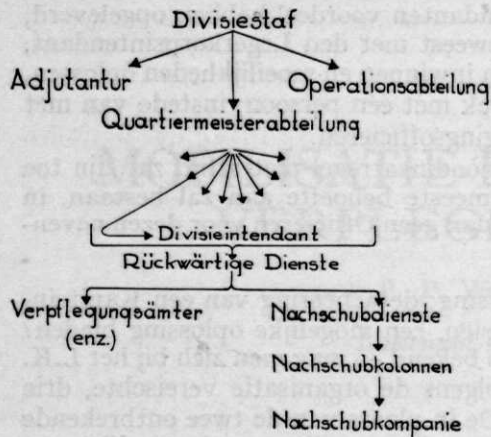 Divisiestaf
Adjutantur
Operationsabteilung
Quartiermeisterabteilung
Divisieintendant
Rückwärtige Dienste
Verpflegungsämter
(enz.)
Nachschubdienste
Nachschubkolonnen
Nachschubkompanie